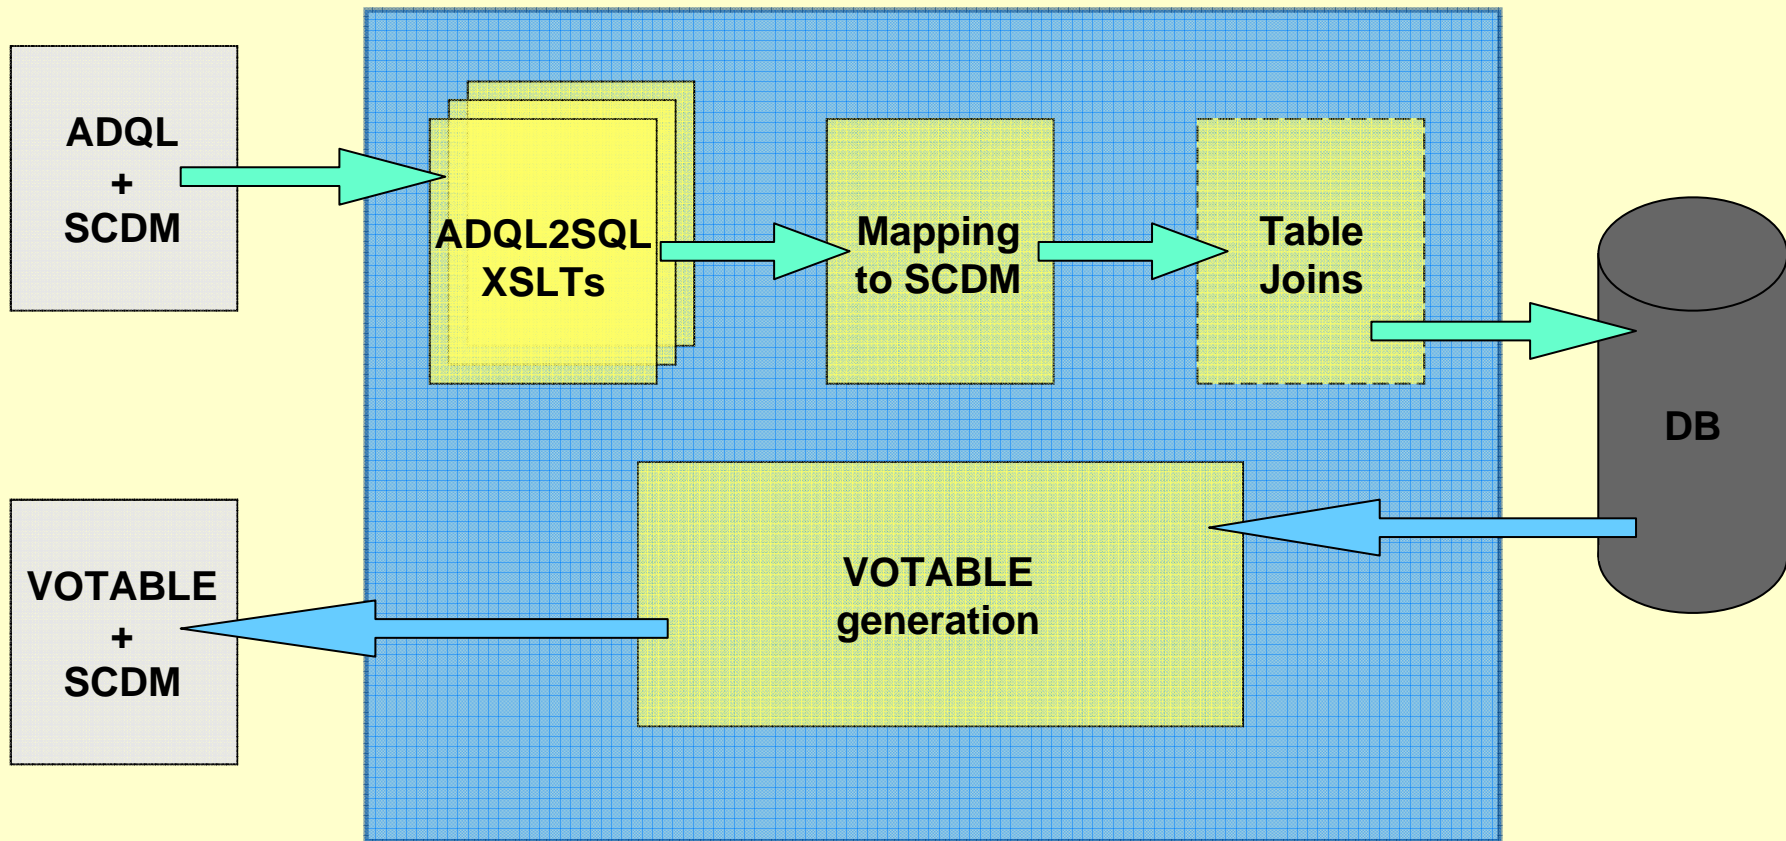 ADQL
+
SCDM
ADQL2SQL
XSLTs
Mapping
to SCDM
Table
Joins
DB
VOTABLE
+
SCDM
VOTABLE
generation